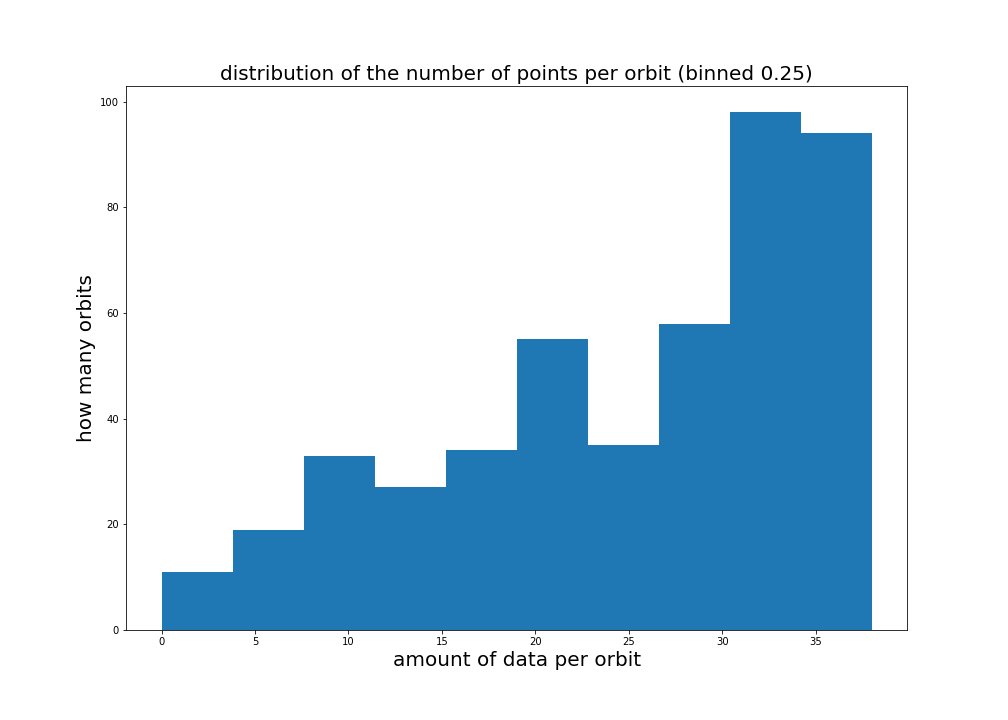 distribution of the number of points per orbit (binned 0.25)
100
80
60
40
20
0
how many orbits
0 5 10 15 20 25 30 35
amount of data per orbit